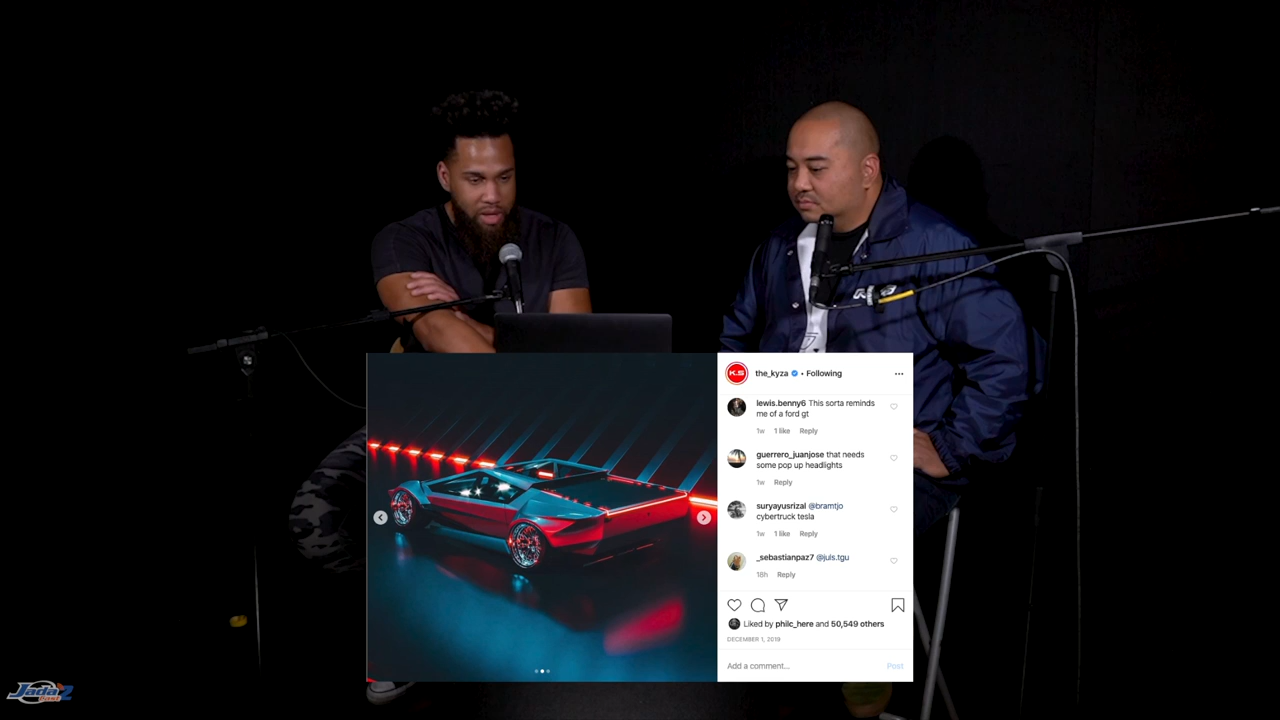 the_kyza • Following
K.S
lewis.benny6 This sorta reminds
me of a ford gt
1w 1 like Reply
guerrero_juanjose that needs
some pop up headlights
1w Reply
suryayusrizal @bramtjo
cybertruck tesla
1w 1 like Reply
_sebastianpaz7 @juls.tgu
18h Reply
Liked by philc_here and 50,549 others
DECEMBER 1, 2019
Add a comment... Post
Jada2